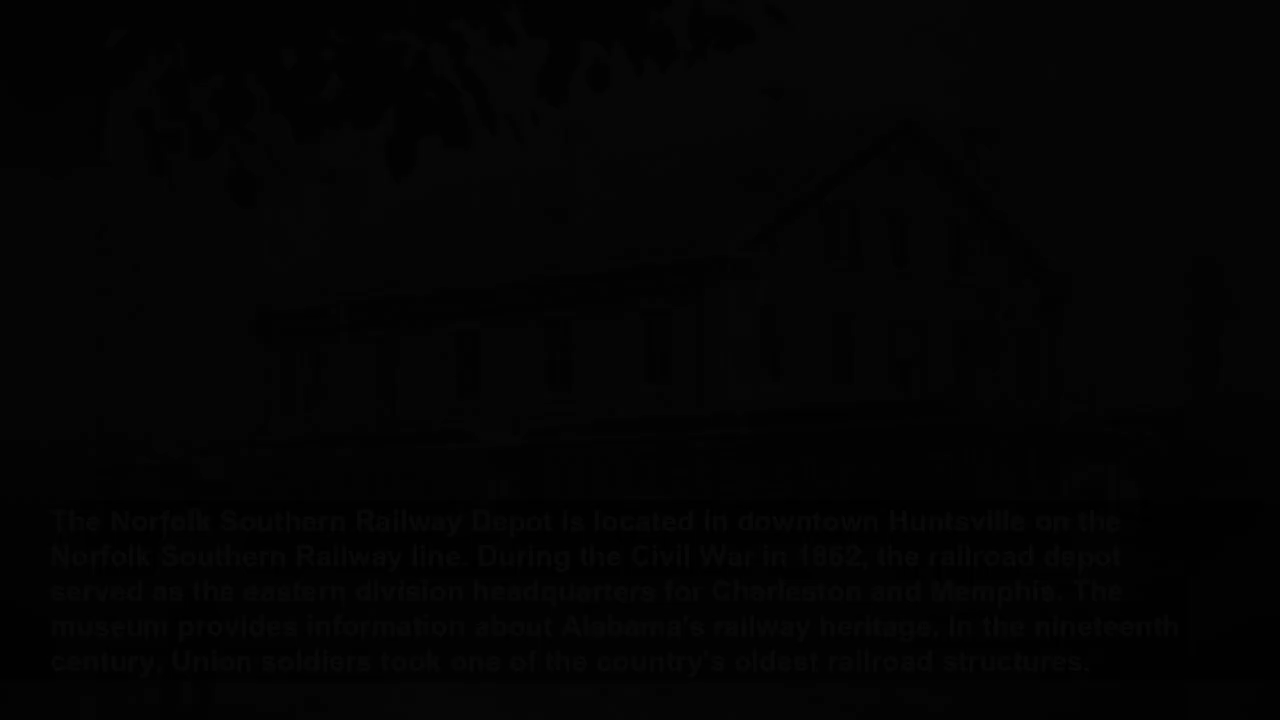 The Norfolk Southern Railway Depot is located in downtown Huntsville on the
Norfolk Southern Railway line. During the Civil War in 1862, the railroad depot
served as the eastern division headquarters for Charleston and Memphis. The
museum provides information about Alabama's railway heritage. In the nineteenth
century, Union soldiers took one of the country's oldest railroad structures.